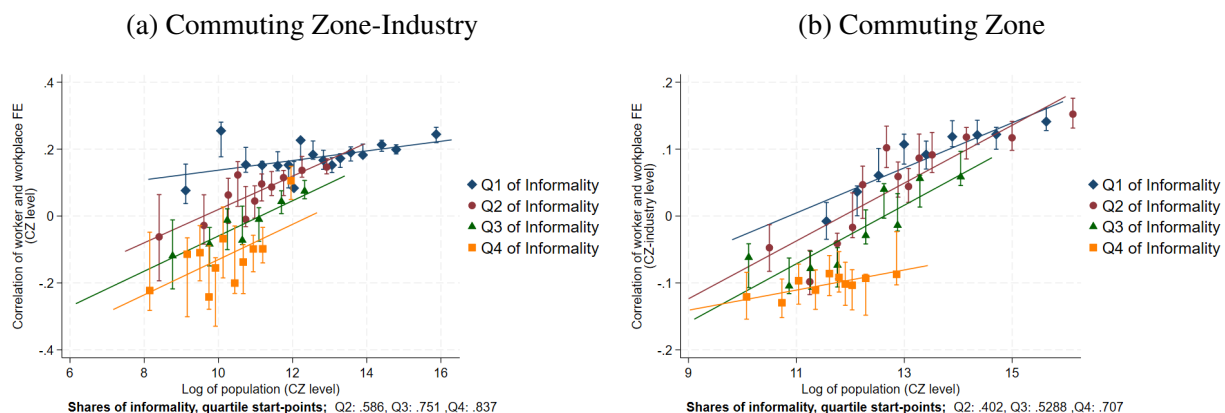 (a) Commuting Zone-Industry
Correlation of worker and workplace FE
(CZ level)
.4
.2
0
-.2
-.4
6
8
10
12
14
16
Log of population (CZ level)
Q1 of Informality
Q2 of Informality
Q3 of Informality
Q4 of Informality
Shares of informality, quartile start-points; Q2: .586, Q3: .751 ,Q4: .837
(b) Commuting Zone
Correlation of worker and workplace FE
(CZ-industry level)
.2
.1
0
-.1
-.2
9
11
13
15
Log of population (CZ level)
Q1 of Informality
Q2 of Informality
Q3 of Informality
Q4 of Informality
Shares of informality, quartile start-points; Q2: .402, Q3: .5288 ,Q4: .707